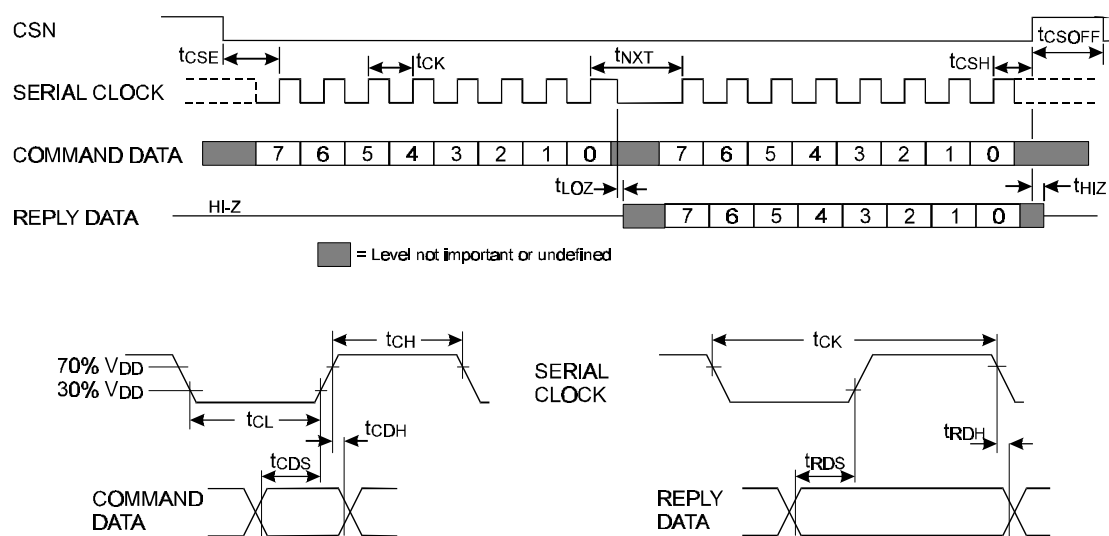 CSN
tCSE
tCK
tNXT
tCSH
tCSOFF
SERIAL CLOCK
COMMAND DATA
7 6 5 4 3 2 1 0 7 6 5 4 3 2 1 0
tLOZ
tHIZ
REPLY DATA
HI-Z
7 6 5 4 3 2 1 0
= Level not important or undefined
70% VDD
30% VDD
tCH
tCL
tCDH
tCDS
COMMAND
DATA
SERIAL
CLOCK
tCK
tRDH
tRDS
REPLY
DATA